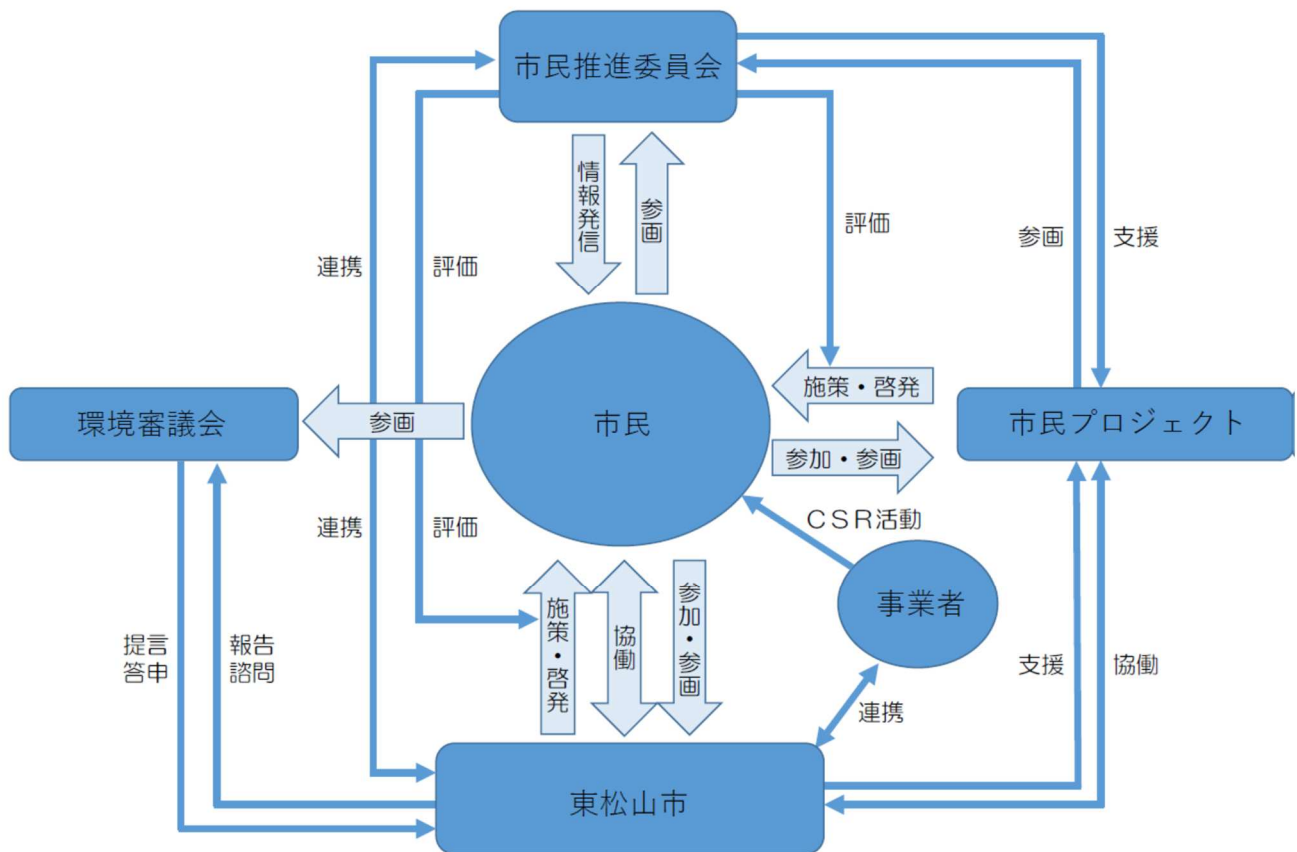 市民推進委員会
情報発信
参画
連携
評価
評価
参画
支援
環境審議会
参画
市民
施策・啓発
参加・参画
市民プロジェクト
連携
評価
CSR活動
事業者
提言
答申
報告
諮問
施策・啓発
協働
参加・参画
連携
支援
協働
東松山市